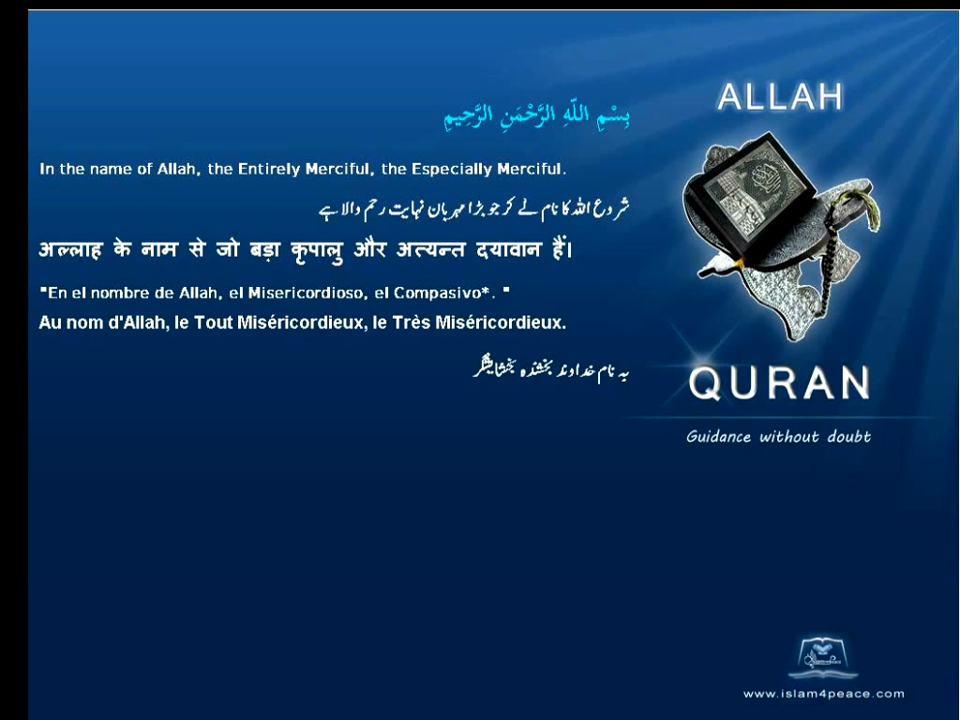 بِسْمِ اللّهِ الرَّحْمَنِ الرَّحِيمِ
In the name of Allah, the Entirely Merciful, the Especially Merciful.
شروع الله کا نام لے کر جو بڑا مہربان نہایت رحم والا ہے
अल्लाह के नाम से जो बड़ा कृपालु और अत्यन्त दयावान हैं।
"En el nombre de Allah, el Misericordioso, el Compasivo*. "
Au nom d'Allah, le Tout Miséricordieux, le Très Miséricordieux.
به نام خداوند بخشنده بخشایشگر
ALLAH
QURAN
Guidance without doubt
www.islam4peace.com